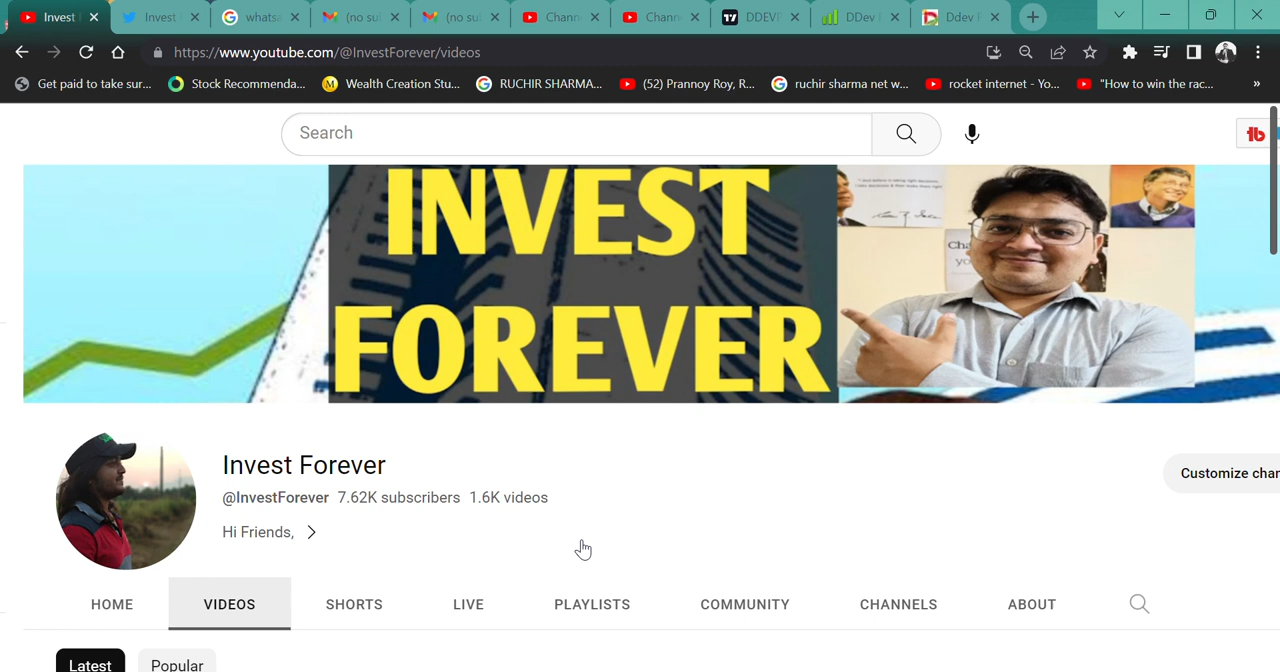 Invest
Invest
whats
(no su
(no su
Chann
Chann
DDEVI
DDev
Ddev
https://www.youtube.com/@InvestForever/videos
Get paid to take sur...
Stock Recommenda...
Wealth Creation Stu...
RUCHIR SHARMA...
(52) Prannoy Roy, R...
ruchir sharma net w...
rocket internet - Yo...
"How to win the rac...
»
Search
INVEST
FOREVER
Invest Forever
@InvestForever 7.62K subscribers 1.6K videos
Hi Friends,
Customize chan
HOME VIDEOS SHORTS LIVE PLAYLISTS COMMUNITY CHANNELS ABOUT
Latest Popular